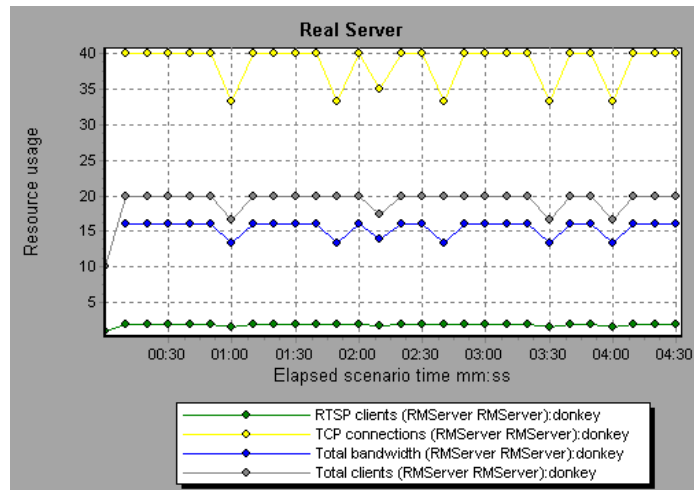 Real Server
Resource usage
40
35
30
25
20
15
10
5
00:30 01:00 01:30 02:00 02:30 03:00 03:30 04:00 04:30
Elapsed scenario time mm:ss
RTSP clients (RMServer RMServer):donkey
TCP connections (RMServer RMServer):donkey
Total bandwidth (RMServer RMServer):donkey
Total clients (RMServer RMServer):donkey